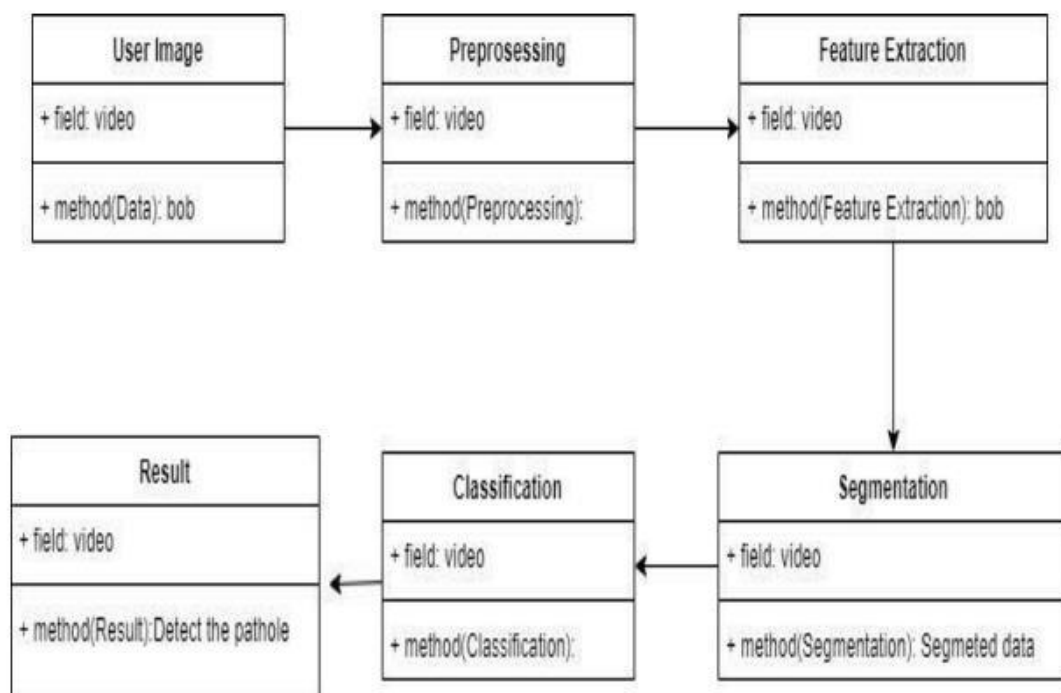 User Image
+ field: video
+ method(Data): bob
Preprosessing
+ field: video
+ method(Preprocessing):
Feature Extraction
+ field: video
+ method(Feature Extraction): bob
Segmentation
+ field: video
+ method(Segmentation): Segmeted data
Classification
+ field: video
+ method(Classification):
Result
+ field: video
+ method(Result):Detect the pathole